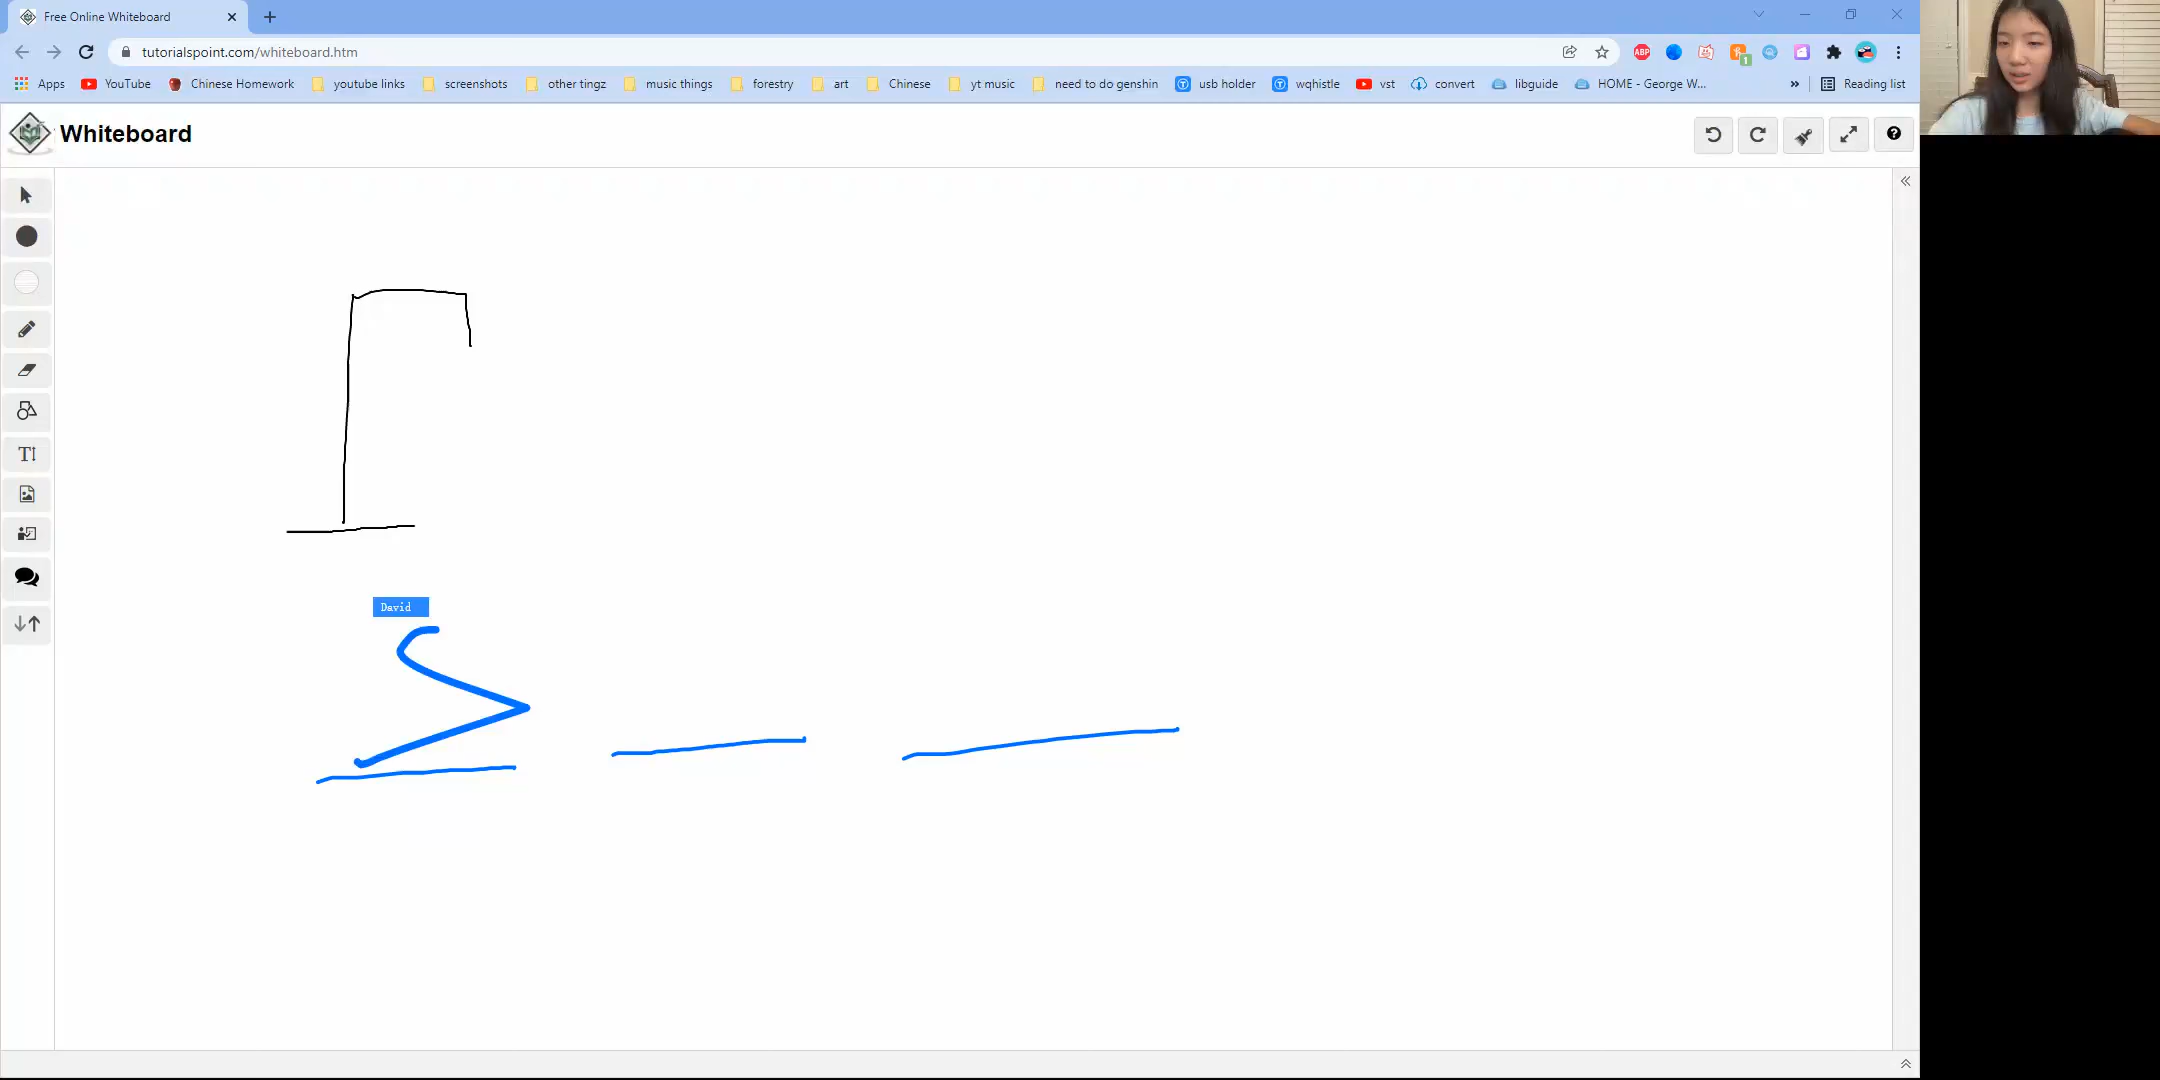 Free Online Whiteboard
tutorialspoint.com/whiteboard.htm
ABP
1
Apps YouTube Chinese Homework youtube links screenshots other tingz music things forestry art Chinese yt music need to do genshin usb holder wqhistle vst convert libguide HOME - George W... » Reading list
Whiteboard
David